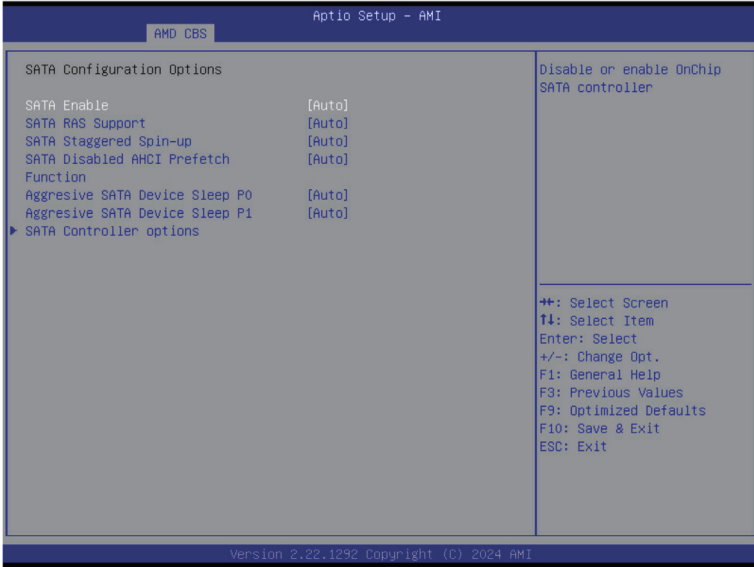 Aptio Setup – AMI
AMD CBS
SATA Configuration Options
SATA Enable [Auto]
SATA RAS Support [Auto]
SATA Staggered Spin-up [Auto]
SATA Disabled AHCI Prefetch [Auto]
Function
Aggresive SATA Device Sleep P0 [Auto]
Aggresive SATA Device Sleep P1 [Auto]
SATA Controller options
Disable or enable OnChip
SATA controller
→←: Select Screen
↑↓: Select Item
Enter: Select
+/-: Change Opt.
F1: General Help
F3: Previous Values
F9: Optimized Defaults
F10: Save & Exit
ESC: Exit
Version 2.22.1292 Copyright (C) 2024 AMI